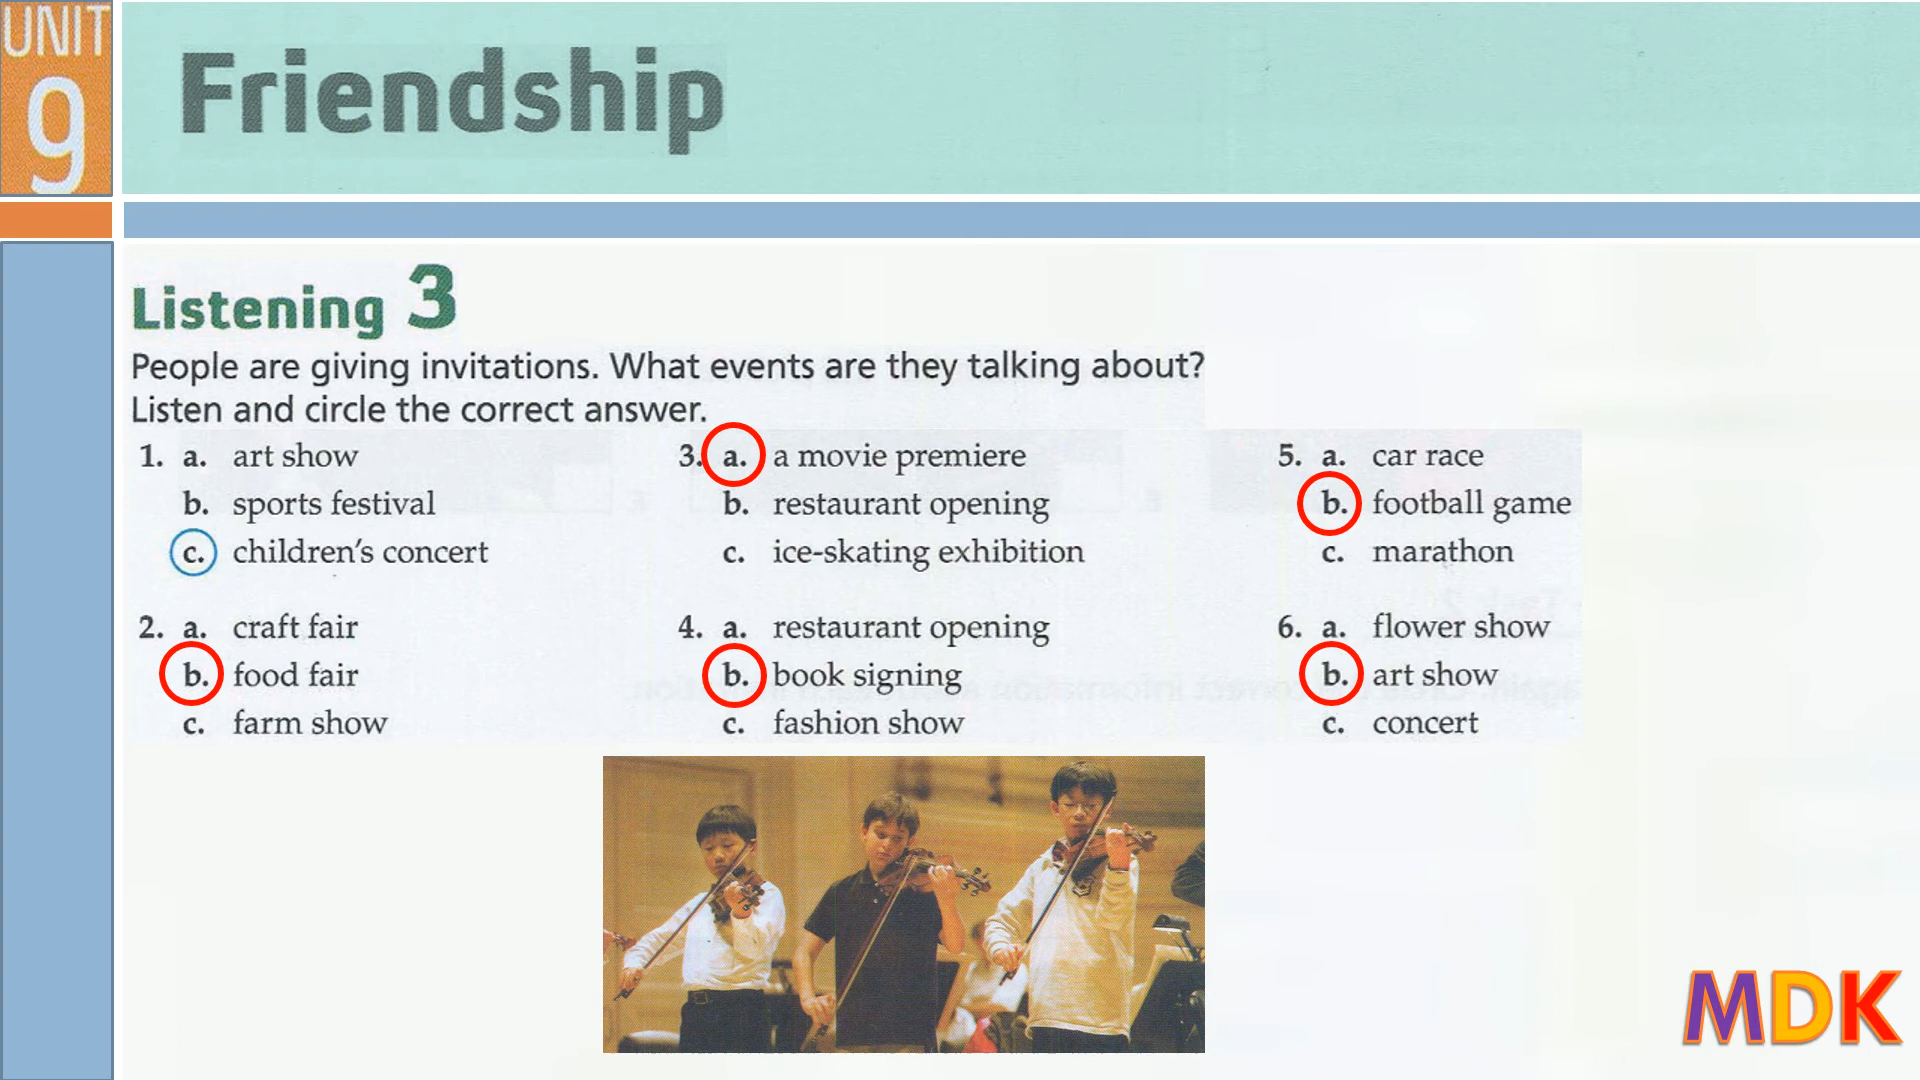 UNIT
9
Friendship
Listening 3
People are giving invitations. What events are they talking about?
Listen and circle the correct answer.
1. a. art show
b. sports festival
c. children's concert
2. a. craft fair
b. food fair
c. farm show
3. a. a movie premiere
b. restaurant opening
c. ice-skating exhibition
4. a. restaurant opening
b. book signing
c. fashion show
5. a. car race
b. football game
c. marathon
6. a. flower show
b. art show
c. concert
MDK